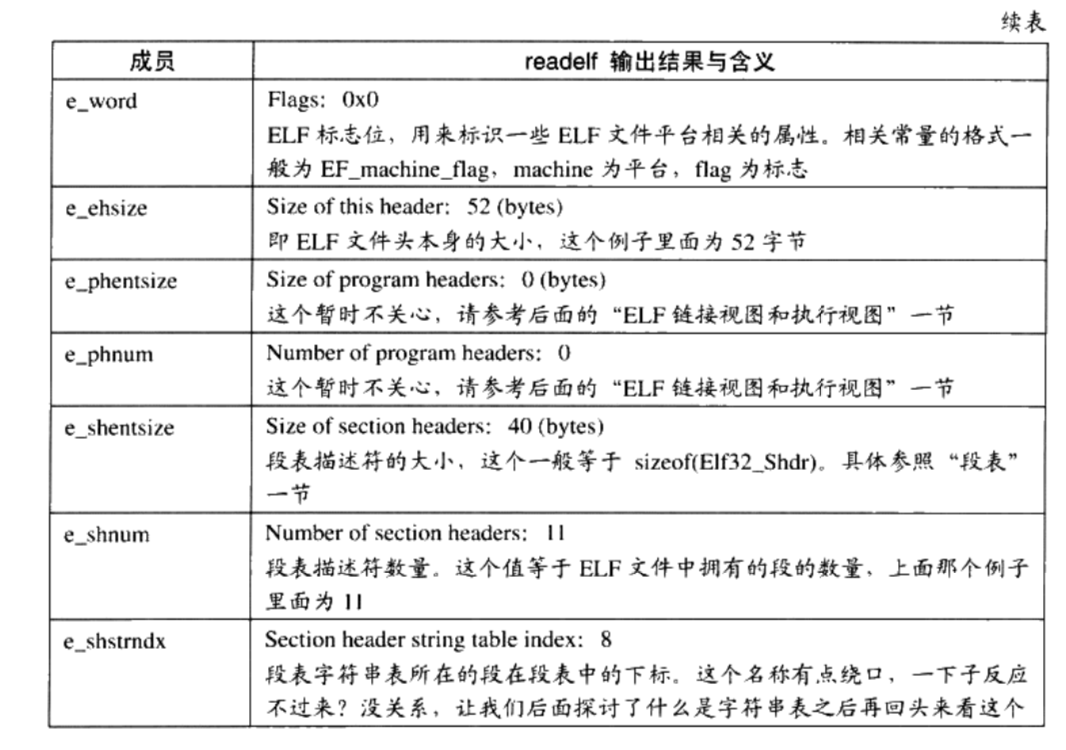 续表
成员 readelf 输出结果与含义
e_word Flags: 0x0
ELF 标志位，用来标识一些 ELF 文件平台相关的属性。相关常量的格式一
般为 EF_machine_flag，machine 为平台，flag 为标志
e_ehsize Size of this header: 52 (bytes)
即 ELF 文件头本身的大小，这个例子里面为 52 字节
e_phentsize Size of program headers: 0 (bytes)
这个暂时不关心，请参考后面的“ELF 链接视图和执行视图”一节
e_phnum Number of program headers: 0
这个暂时不关心，请参考后面的“ELF 链接视图和执行视图”一节
e_shentsize Size of section headers: 40 (bytes)
段表描述符的大小，这个一般等于 sizeof(Elf32_Shdr)。具体参照“段表”
一节
e_shnum Number of section headers: 11
段表描述符数量。这个值等于 ELF 文件中拥有的段的数量，上面那个例子
里面为 11
e_shstrndx Section header string table index: 8
段表字符串表所在的段在段表中的下标。这个名称有点绕口，一下子反应
不过来？没关系，让我们后面探讨了什么是字符串表之后再回头来看这个